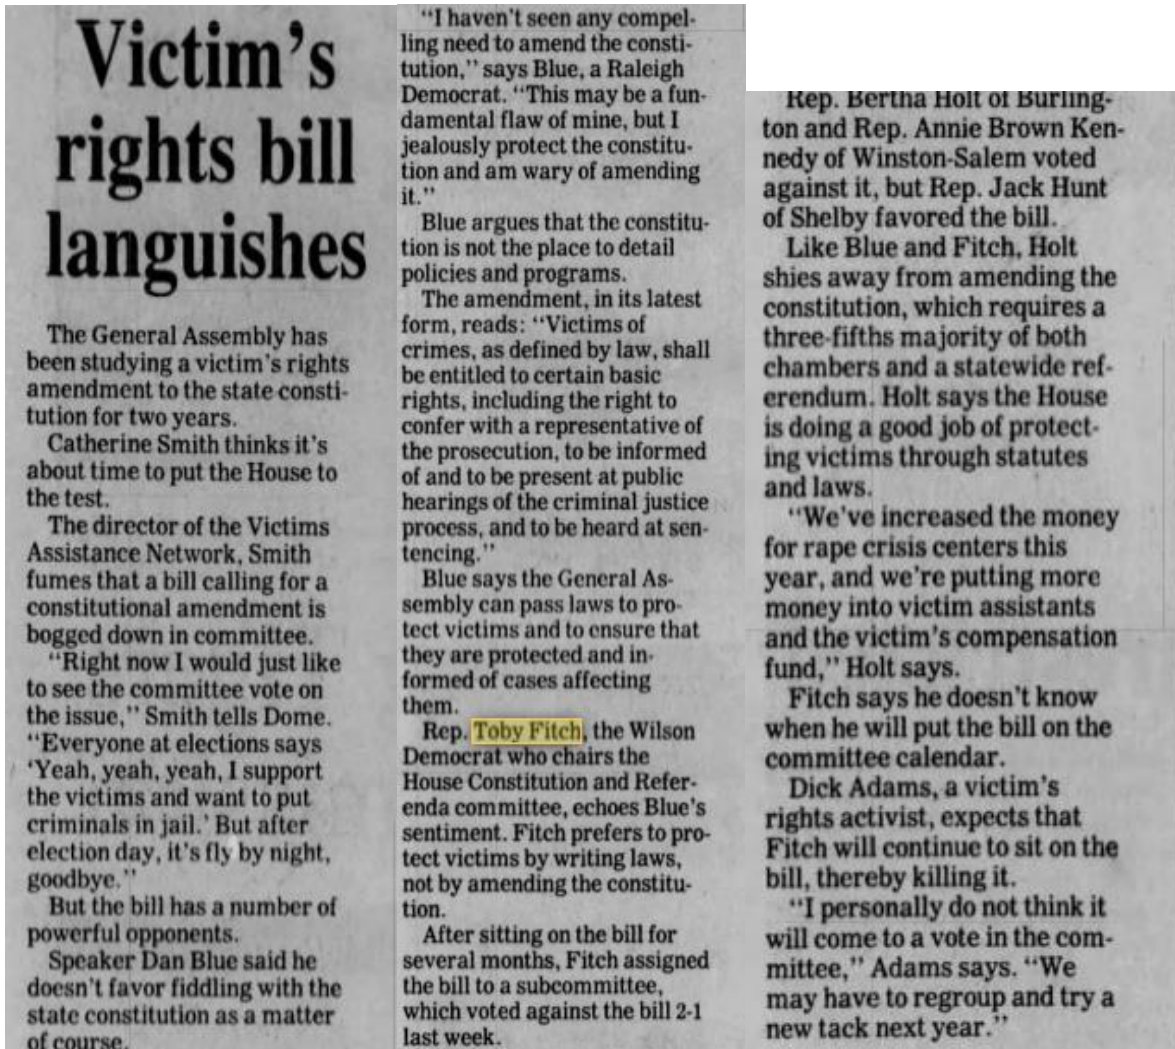 Victim's
rights bill
languishes
The General Assembly has
been studying a victim's rights
amendment to the state consti-
tution for two years.
Catherine Smith thinks it's
about time to put the House to
the test.
The director of the Victims
Assistance Network, Smith
fumes that a bill calling for a
constitutional amendment is
bogged down in committee.
"Right now I would just like
to see the committee vote on
the issue," Smith tells Dome.
"Everyone at elections says
'Yeah, yeah, yeah, I support
the victims and want to put
criminals in jail.' But after
election day, it's fly by night,
goodbye."
But the bill has a number of
powerful opponents.
Speaker Dan Blue said he
doesn't favor fiddling with the
state constitution as a matter
of course.
"I haven't seen any compel-
ling need to amend the consti-
tution," says Blue, a Raleigh
Democrat. "This may be a fun-
damental flaw of mine, but I
jealously protect the constitu-
tion and am wary of amending
it."
Blue argues that the constitu-
tion is not the place to detail
policies and programs.
The amendment, in its latest
form, reads: "Victims of
crimes, as defined by law, shall
be entitled to certain basic
rights, including the right to
confer with a representative of
the prosecution, to be informed
of and to be present at public
hearings of the criminal justice
process, and to be heard at sen-
tencing."
Blue says the General As-
sembly can pass laws to pro-
tect victims and to ensure that
they are protected and in-
formed of cases affecting
them.
Rep. Toby Fitch, the Wilson
Democrat who chairs the
House Constitution and Refer-
enda committee, echoes Blue's
sentiment. Fitch prefers to pro-
tect victims by writing laws,
not by amending the constitu-
tion.
After sitting on the bill for
several months, Fitch assigned
the bill to a subcommittee,
which voted against the bill 2-1
last week.
Rep. Bertha Holt of Burling-
ton and Rep. Annie Brown Ken-
nedy of Winston-Salem voted
against it, but Rep. Jack Hunt
of Shelby favored the bill.
Like Blue and Fitch, Holt
shies away from amending the
constitution, which requires a
three-fifths majority of both
chambers and a statewide ref-
erendum. Holt says the House
is doing a good job of protect-
ing victims through statutes
and laws.
"We've increased the money
for rape crisis centers this
year, and we're putting more
money into victim assistants
and the victim's compensation
fund," Holt says.
Fitch says he doesn't know
when he will put the bill on the
committee calendar.
Dick Adams, a victim's
rights activist, expects that
Fitch will continue to sit on the
bill, thereby killing it.
"I personally do not think it
will come to a vote in the com-
mittee," Adams says. "We
may have to regroup and try a
new tack next year."